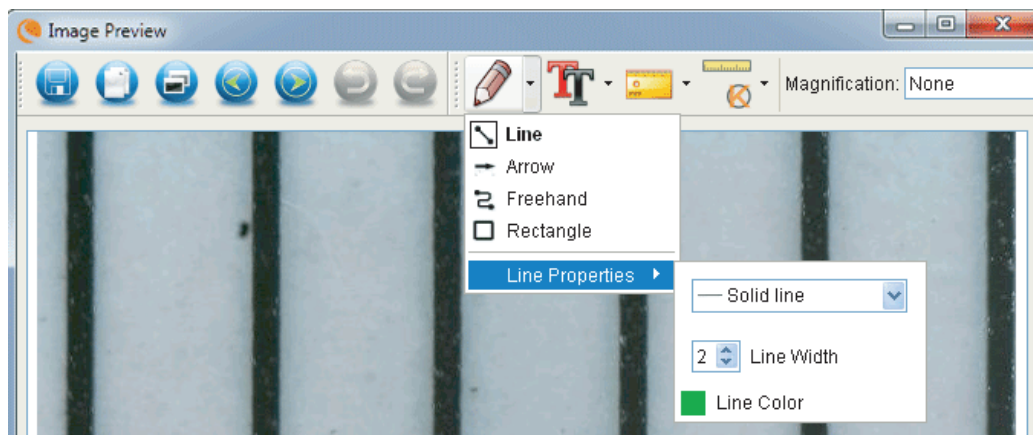 Image Preview
Magnification: None
Line
Arrow
Freehand
Rectangle
Line Properties
Solid line
2 Line Width
Line Color